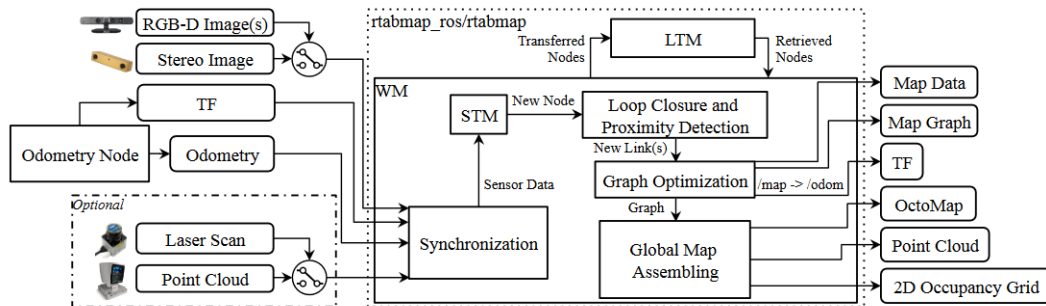 RGB-D Image(s)
Stereo Image
TF
Odometry Node
Odometry
Optional
Laser Scan
Point Cloud
rtabmap_ros/rtabmap
Transferred
Nodes
LTM
Retrieved
Nodes
WM
STM
New Node
Loop Closure and
Proximity Detection
New Link(s)
Graph Optimization
/map -> /odom
Sensor Data
Graph
Synchronization
Global Map
Assembling
Map Data
Map Graph
TF
OctoMap
Point Cloud
2D Occupancy Grid